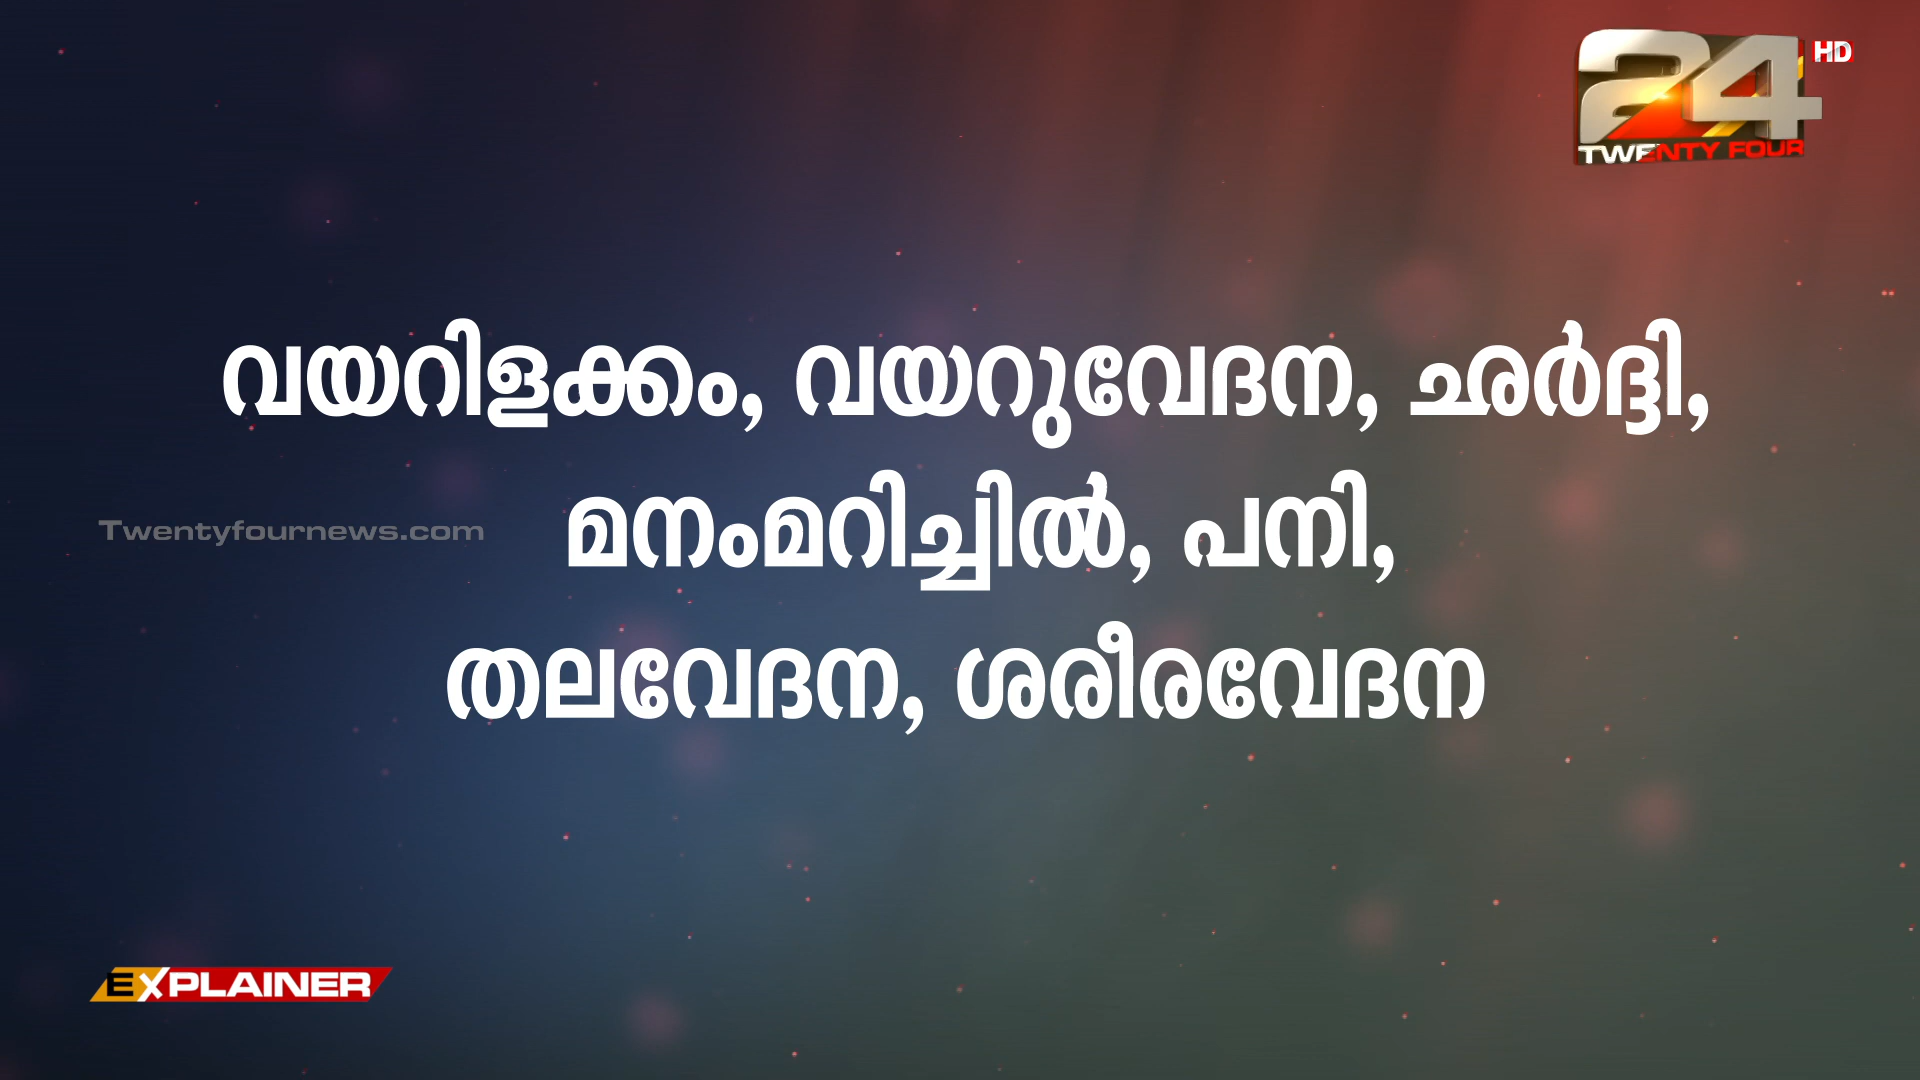 24 HD
TWENTY FOUR
വയറിളക്കം, വയറുവേദന, ഛർദ്ദി,
മനംമറിച്ചിൽ, പനി,
Twentyfournews.com
തലവേദന, ശരീരവേദന
EXPLAINER